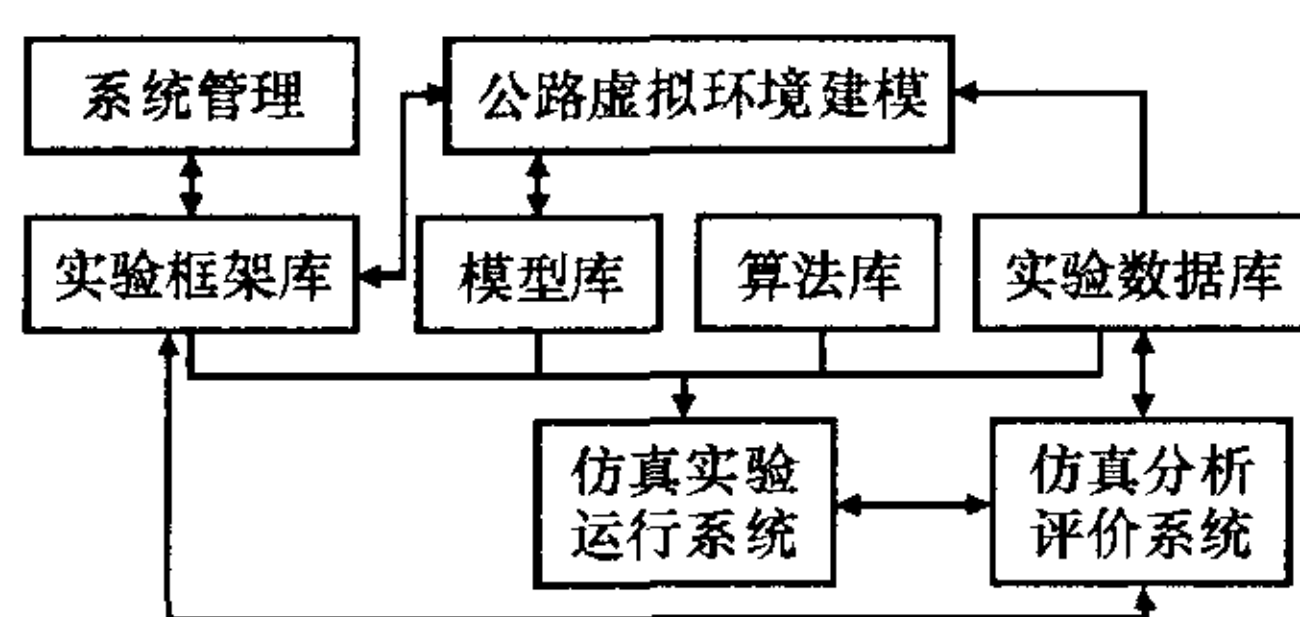 系统管理
公路虚拟环境建模
实验框架库
模型库
算法库
实验数据库
仿真实验
运行系统
仿真分析
评价系统